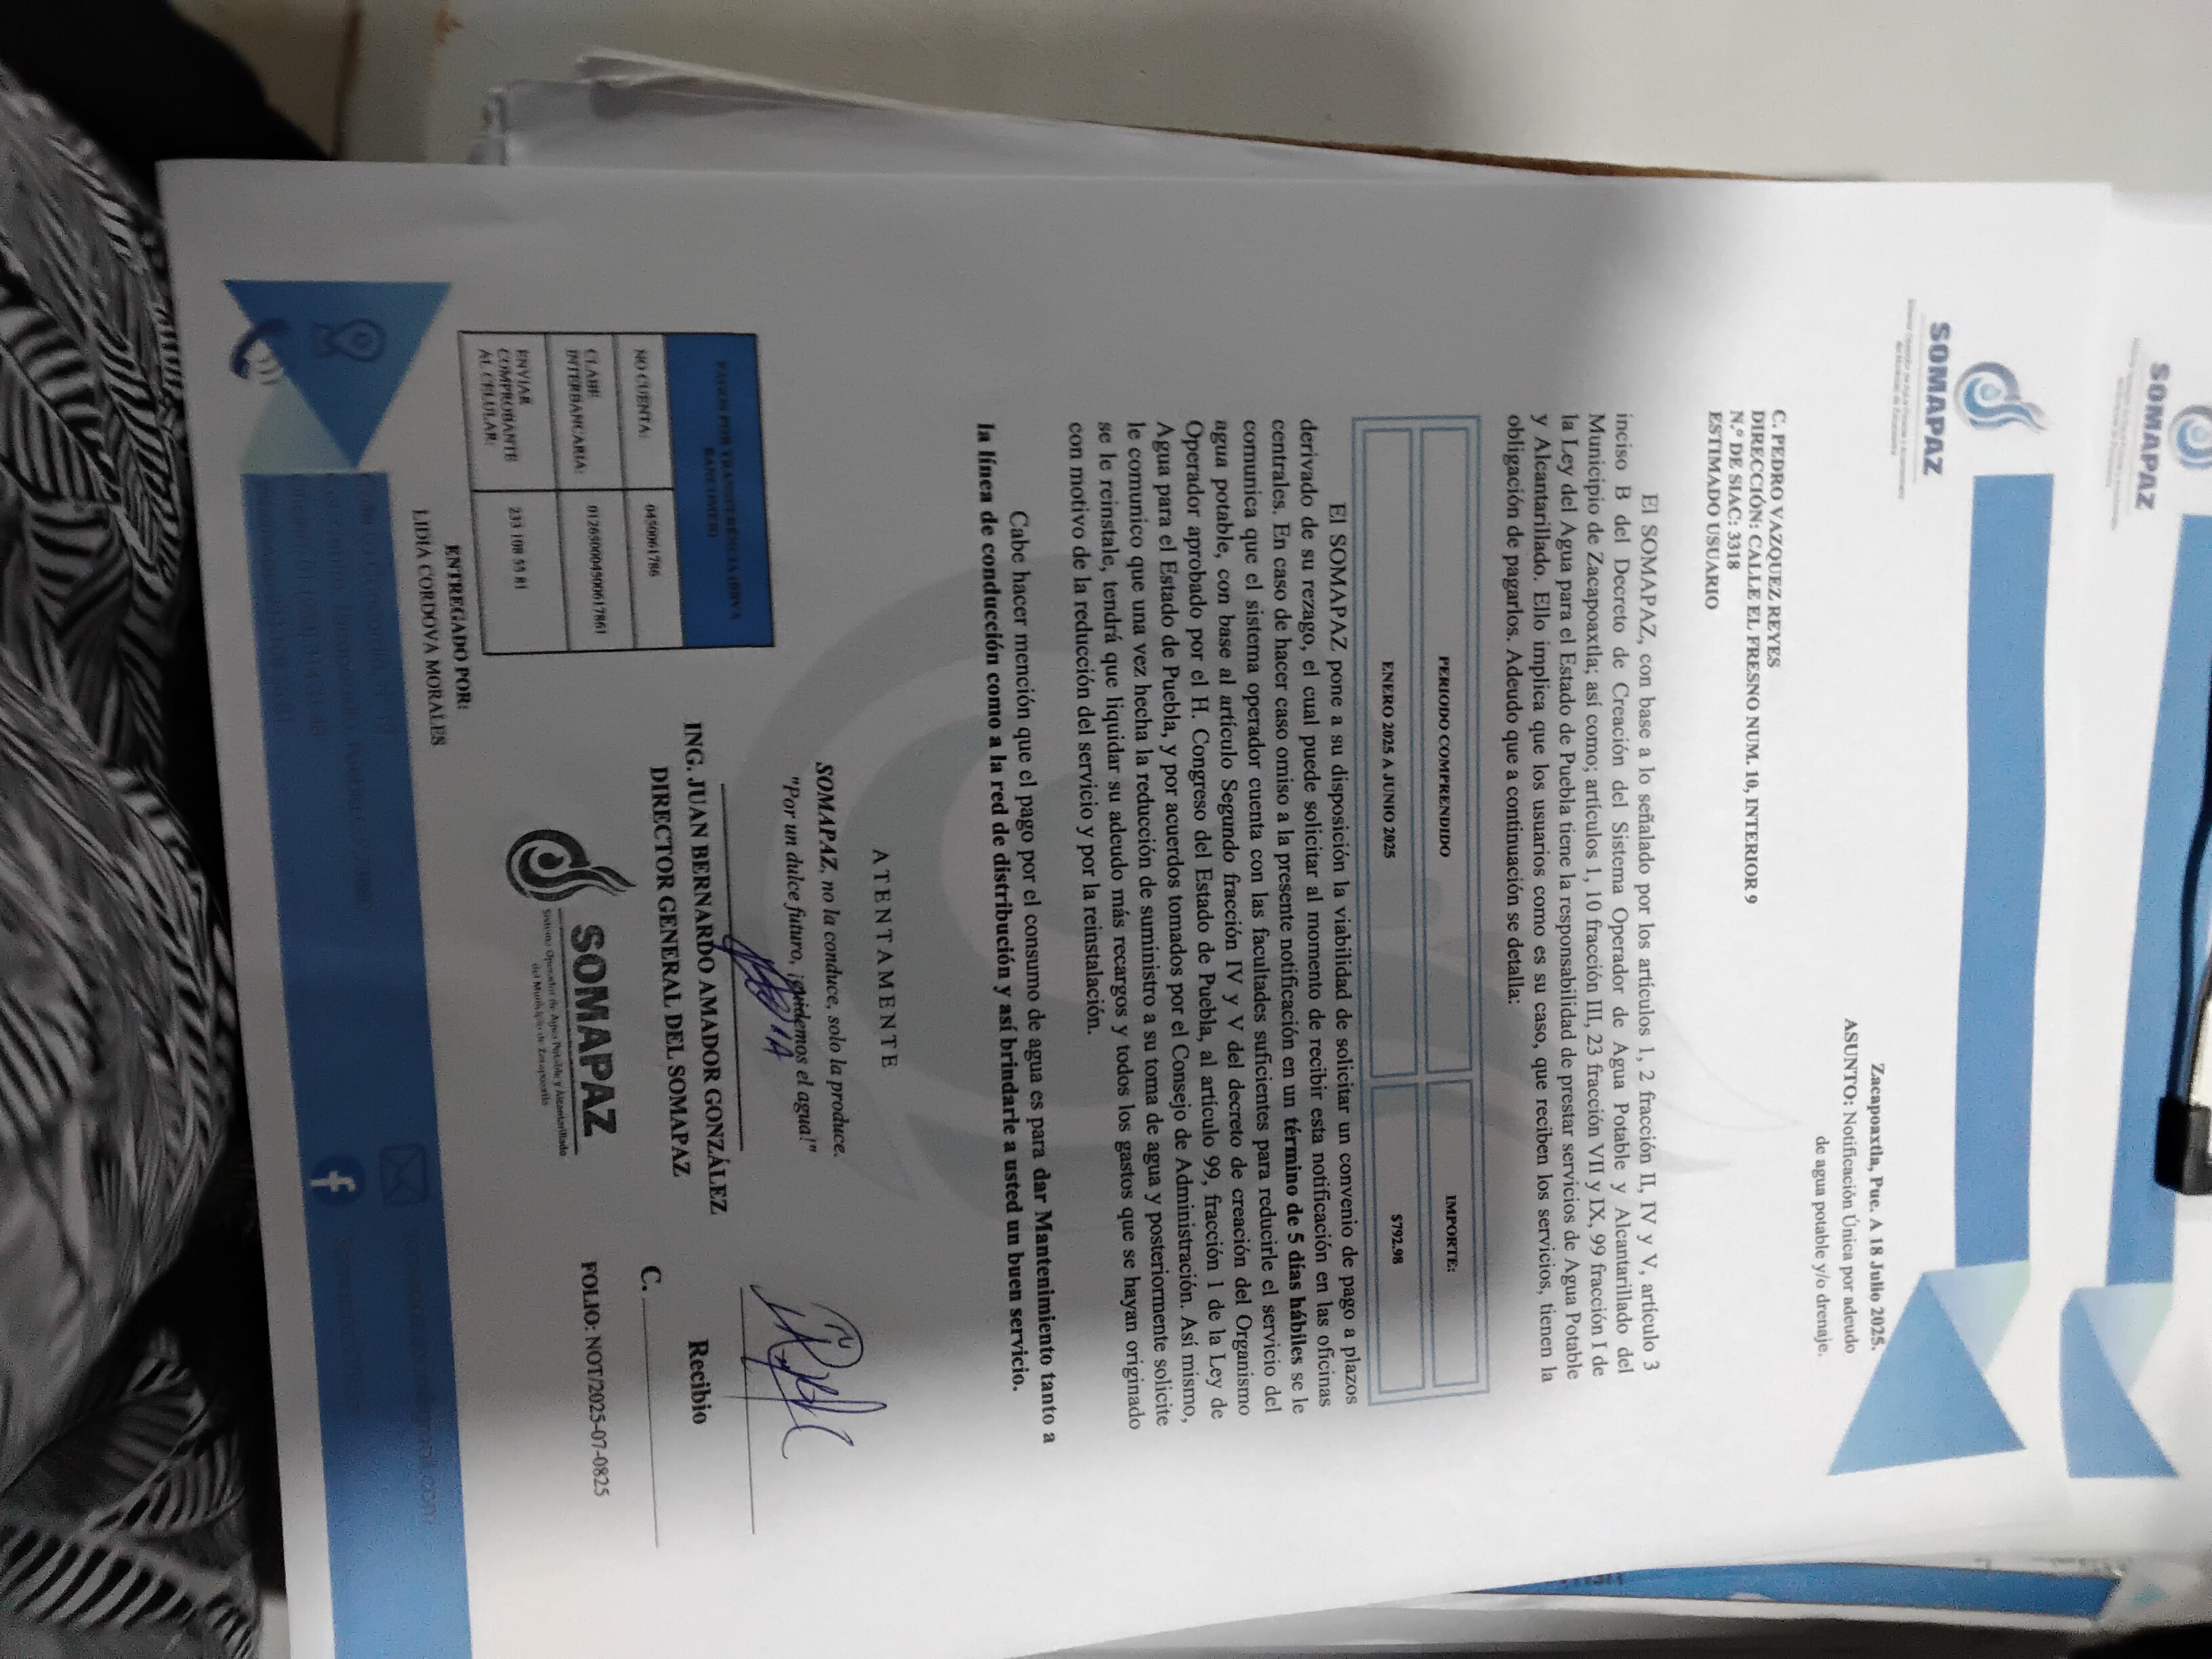 SOMAPAZ
SOMAPAZ
Sistema Operador de Agua Potable y Alcantarillado
del Municipio de Zacapoaxtla
Zacapoaxtla, Puc. A 18 Julio 2025.
ASUNTO: Notificación Única por adeudo
de agua potable y/o drenaje.
C. PEDRO VAZQUEZ REYES
DIRECCIÓN: CALLE EL FRESNO NUM. 10, INTERIOR 9
N.º DE SIAC: 3318
ESTIMADO USUARIO
El SOMAPAZ, con base a lo señalado por los artículos 1, 2 fracción II, IV y V, artículo 3
inciso B del Decreto de Creación del Sistema Operador de Agua Potable y Alcantarillado del
Municipio de Zacapoaxtla; así como; artículos 1, 10 fracción III, 23 fracción VII y IX, 99 fracción I de
la Ley del Agua para el Estado de Puebla tiene la responsabilidad de prestar servicios de Agua Potable
y Alcantarillado. Ello implica que los usuarios como es su caso, que reciben los servicios, tienen la
obligación de pagarlos. Adeudo que a continuación se detalla:
PERIODO COMPRENDIDO IMPORTE:
ENERO 2025 A JUNIO 2025 $792.98
El SOMAPAZ pone a su disposición la viabilidad de solicitar un convenio de pago a plazos
derivado de su rezago, el cual puede solicitar al momento de recibir esta notificación en las oficinas
centrales. En caso de hacer caso omiso a la presente notificación en un término de 5 días hábiles se le
comunica que el sistema operador cuenta con las facultades suficientes para reducirle el servicio del
agua potable, con base al artículo Segundo fracción IV y V del decreto de creación del Organismo
Operador aprobado por el H. Congreso del Estado de Puebla, al artículo 99, fracción 1 de la Ley de
Agua para el Estado de Puebla, y por acuerdos tomados por el Consejo de Administración. Así mismo,
le comunico que una vez hecha la reducción de suministro a su toma de agua y posteriormente solicite
se le reinstale, tendrá que liquidar su adeudo más recargos y todos los gastos que se hayan originado
con motivo de la reducción del servicio y por la reinstalación.
Cabe hacer mención que el pago por el consumo de agua es para dar Mantenimiento tanto a
la línea de conducción como a la red de distribución y así brindarle a usted un buen servicio.
ATENTAMENTE
SOMAPAZ, no la conduce, solo la produce.
"Por un dulce futuro, ¡cuidemos el agua!"
ING. JUAN BERNARDO AMADOR GONZÁLEZ
DIRECTOR GENERAL DEL SOMAPAZ
SOMAPAZ
Sistema Operador de Agua Potable y Alcantarillado
del Municipio de Zacapoaxtla
Recibio
C.
FOLIO: NOT/2025-07-0825
PAGOS POR TRANSFERENCIA (BBVA
BANCOMER)
NO CUENTA: 0450061786
CLABE
INTERBANCARIA: 012650004500617861
ENVIAR
COMPROBANTE
AL CELULAR: 233 108 55 81
ENTREGADO POR:
LIDIA CORDOVA MORALES